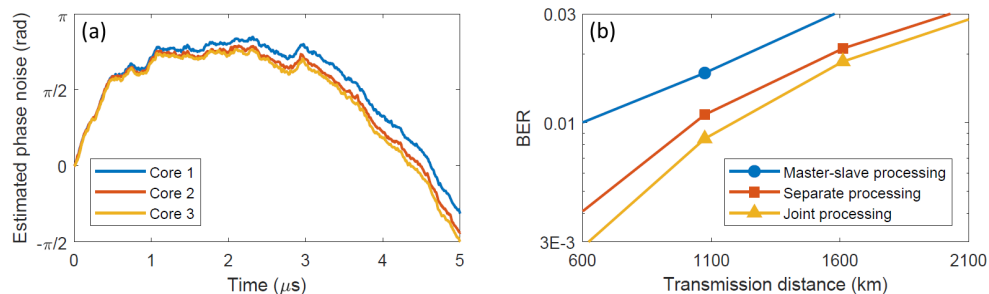 (a)
Estimated phase noise (rad)
π
π/2
0
-π/2
0 1 2 3 4 5
Time (μs)
Core 1
Core 2
Core 3
(b)
BER
0.03
0.01
3E-3
600 1100 1600 2100
Transmission distance (km)
Master-slave processing
Separate processing
Joint processing